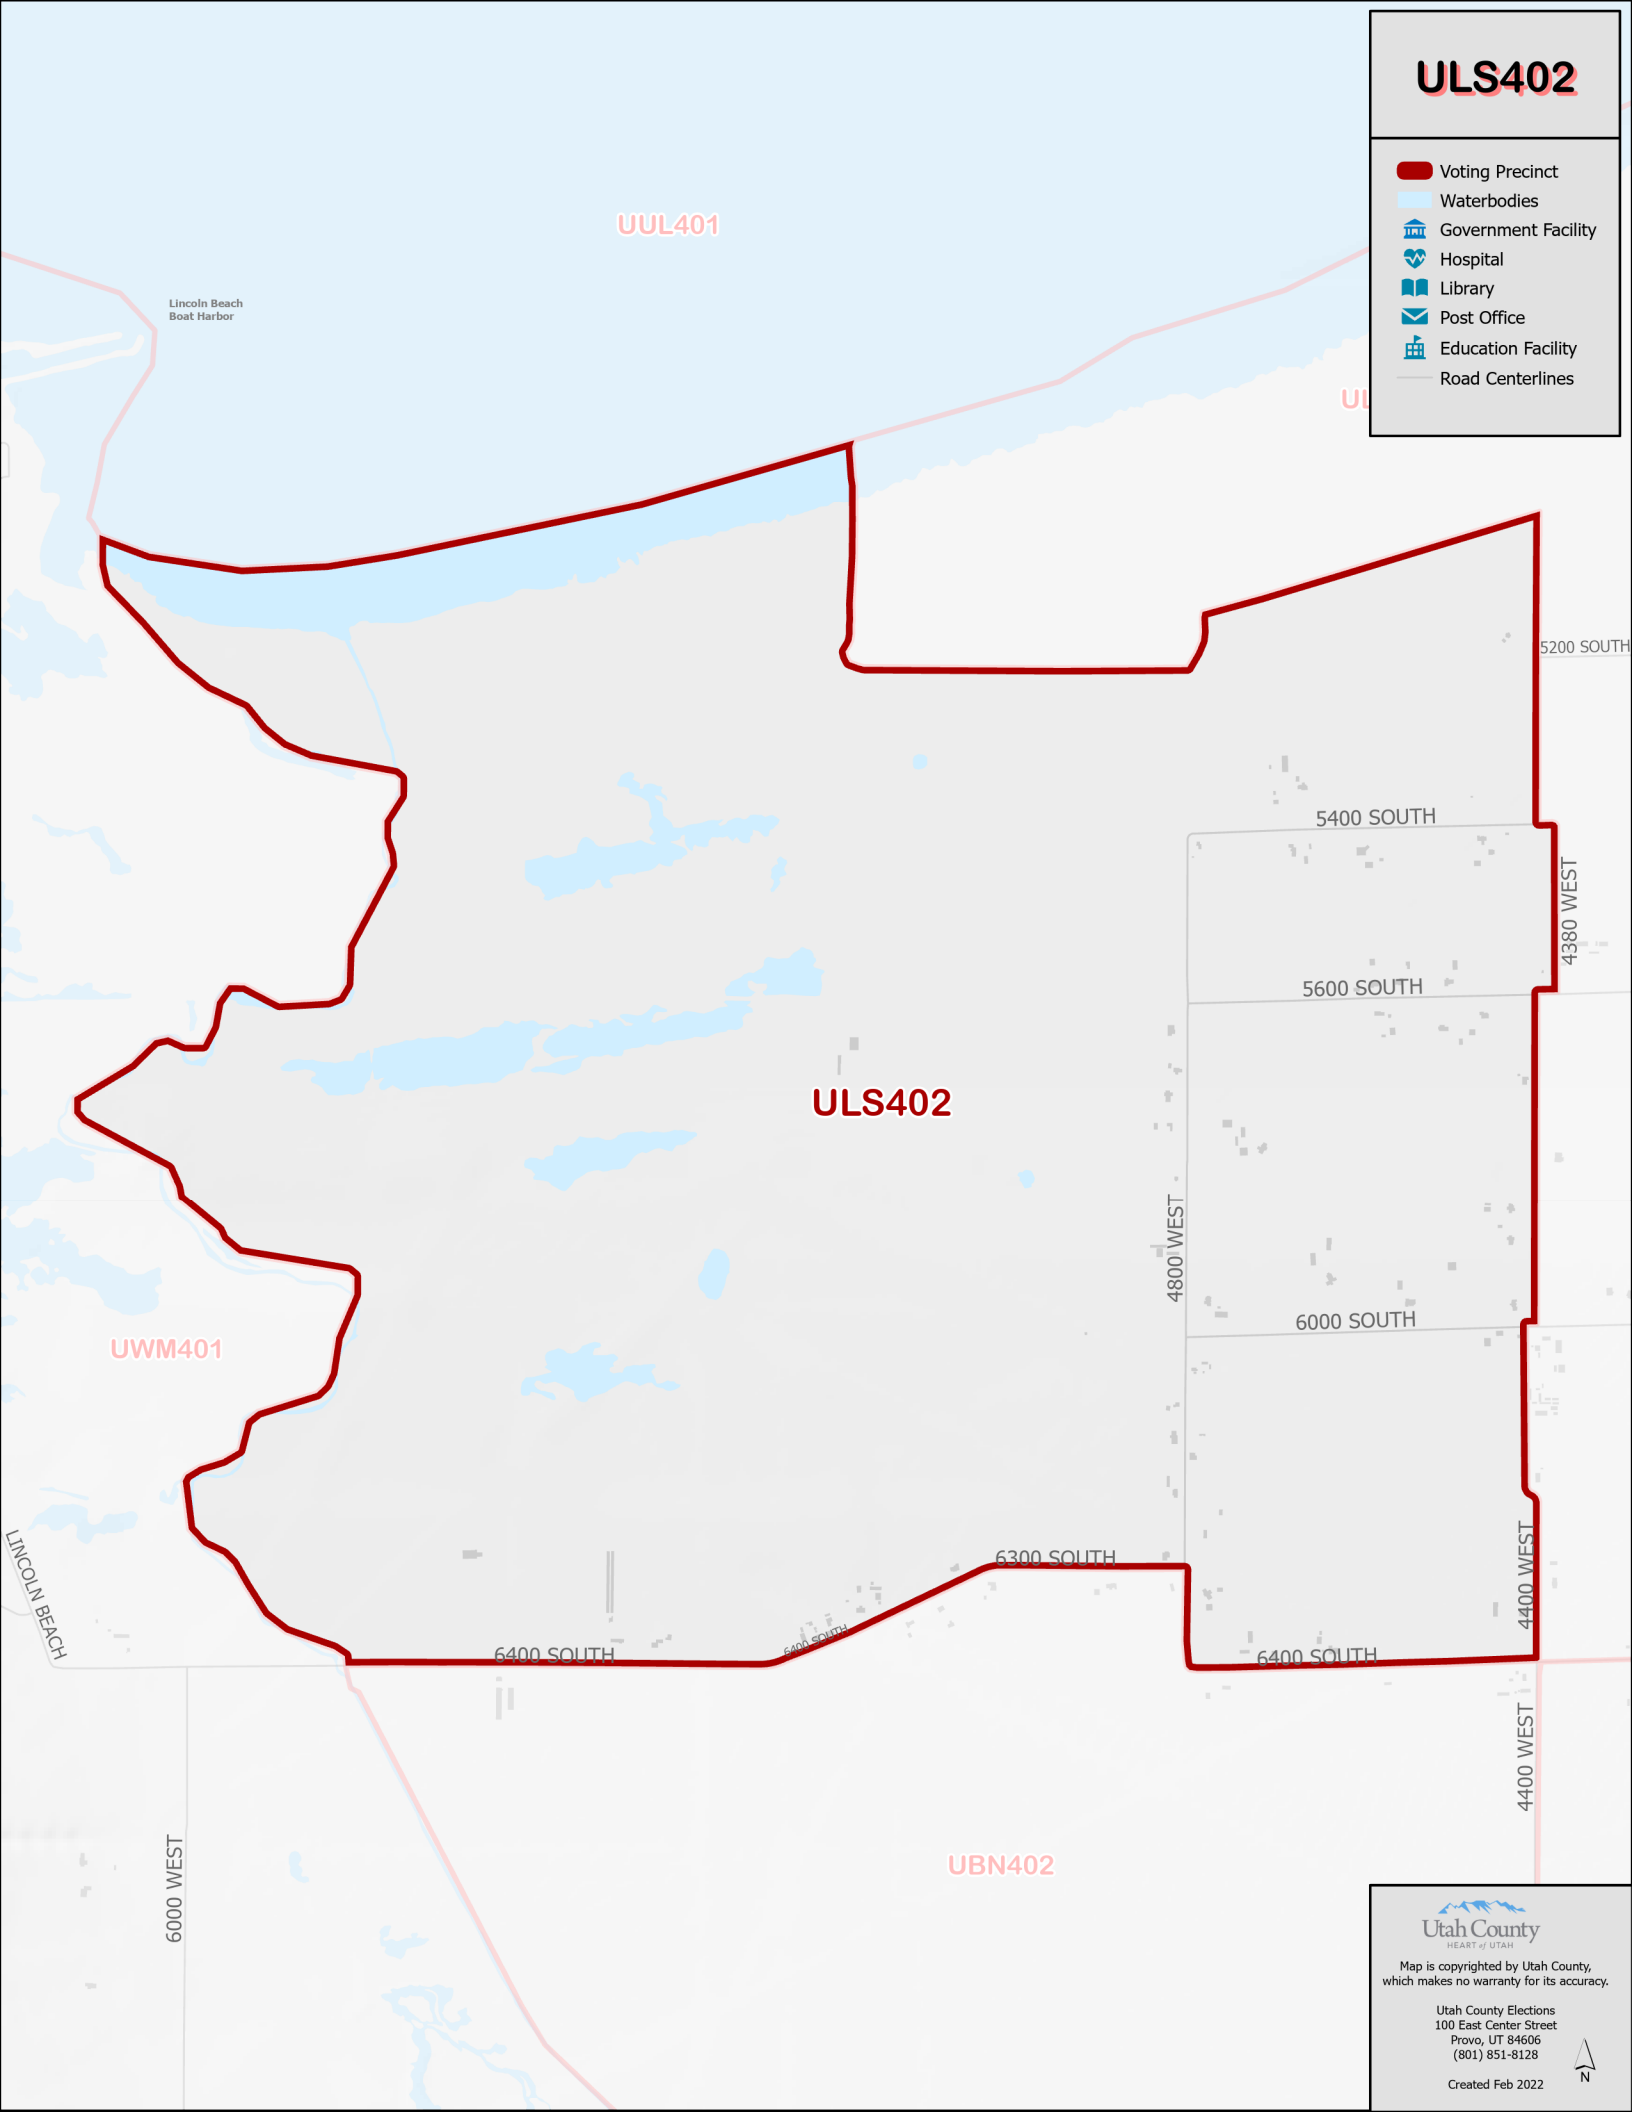 ULS402
Voting Precinct
Waterbodies
Government Facility
Hospital
Library
Post Office
Education Facility
Road Centerlines
UUL401
Lincoln Beach
Boat Harbor
UL
5200 SOUTH
5400 SOUTH
4380 WEST
5600 SOUTH
ULS402
4800 WEST
6000 SOUTH
UWM401
LINCOLN BEACH
6300 SOUTH
4400 WEST
6400 SOUTH
6400 SOUTH
6400 SOUTH
4400 WEST
6000 WEST
UBN402
Utah County
HEART of UTAH
Map is copyrighted by Utah County,
which makes no warranty for its accuracy.
Utah County Elections
100 East Center Street
Provo, UT 84606
(801) 851-8128
Created Feb 2022
N